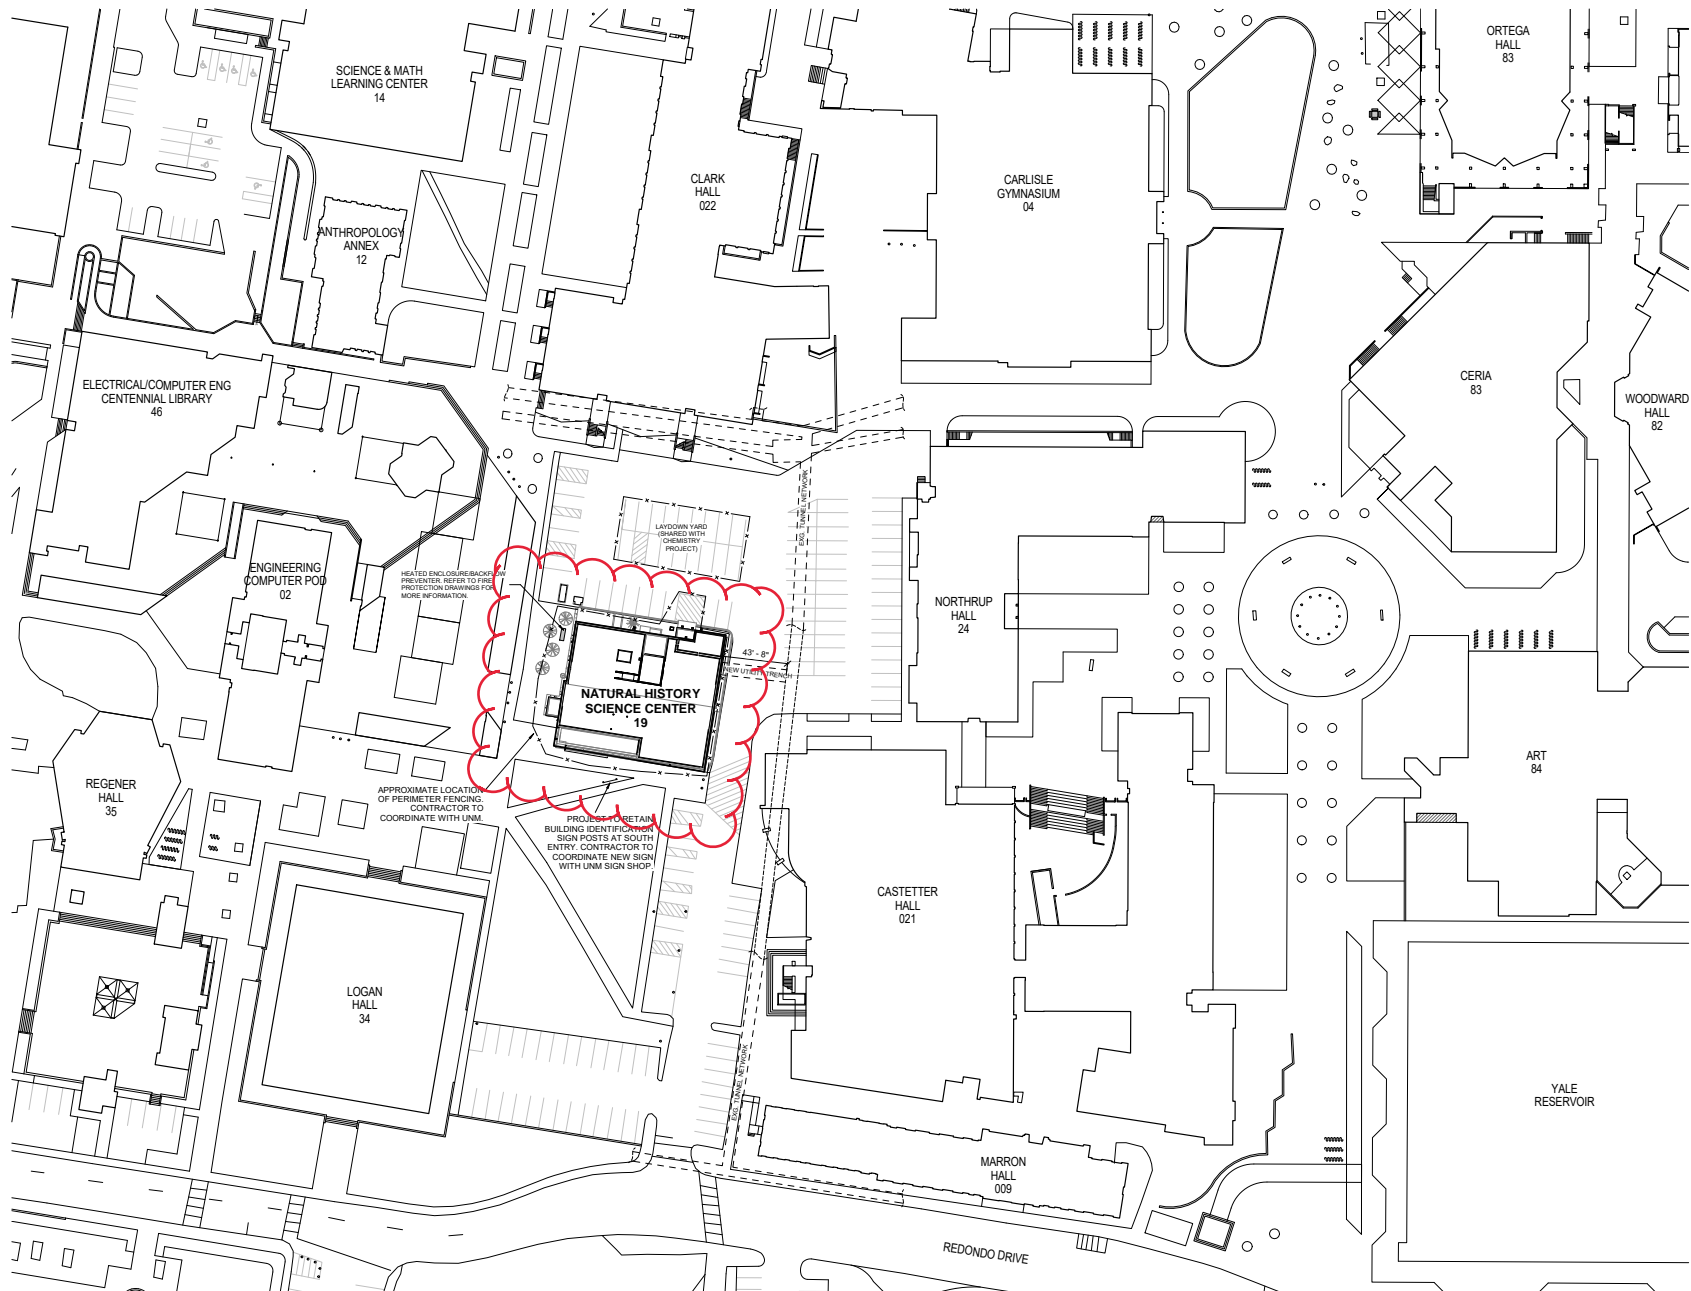 ORTEGA
HALL
83
SCIENCE & MATH
LEARNING CENTER
14
CLARK
HALL
022
CARLISLE
GYMNASIUM
04
ANTHROPOLOGY
ANNEX
12
ELECTRICAL/COMPUTER ENG
CENTENNIAL LIBRARY
46
CERIA
83
WOODWARD
HALL
82
EXG. TUNNEL NETWORK
LAYDOWN YARD
(SHARED WITH
CHEMISTRY
PROJECT)
ENGINEERING
COMPUTER POD
02
HEATED ENCLOSURE/BACKFLOW
PREVENTER. REFER TO FIRE
PROTECTION DRAWINGS FOR
MORE INFORMATION.
NORTHRUP
HALL
24
43' - 8"
NEW UTILITY TRENCH
NATURAL HISTORY
SCIENCE CENTER
19
REGENER
HALL
35
APPROXIMATE LOCATION
OF PERIMETER FENCING.
CONTRACTOR TO
COORDINATE WITH UNM.
PROJECT TO RETAIN
BUILDING IDENTIFICATION
SIGN POSTS AT SOUTH
ENTRY. CONTRACTOR TO
COORDINATE NEW SIGN
WITH UNM SIGN SHOP.
ART
84
CASTETTER
HALL
021
LOGAN
HALL
34
EXG. TUNNEL NETWORK
YALE
RESERVOIR
MARRON
HALL
009
REDONDO DRIVE